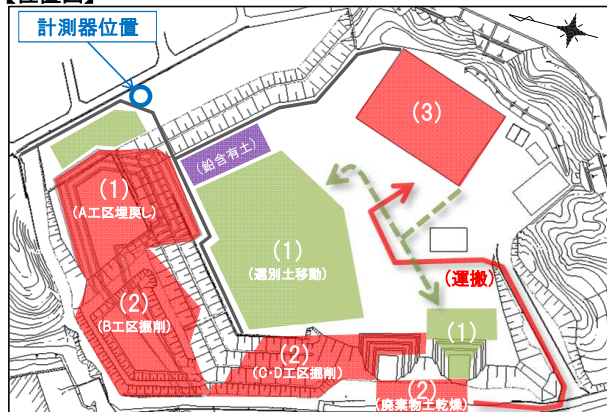 【位置図】
計測器位置
(3)
(鉛含有土)
(1)
(A工区埋戻し)
(1)
(選別土移動)
(2)
(B工区掘削)
(運搬)
(1)
(2)
(C・D工区掘削)
(2)
(廃棄物土乾燥)